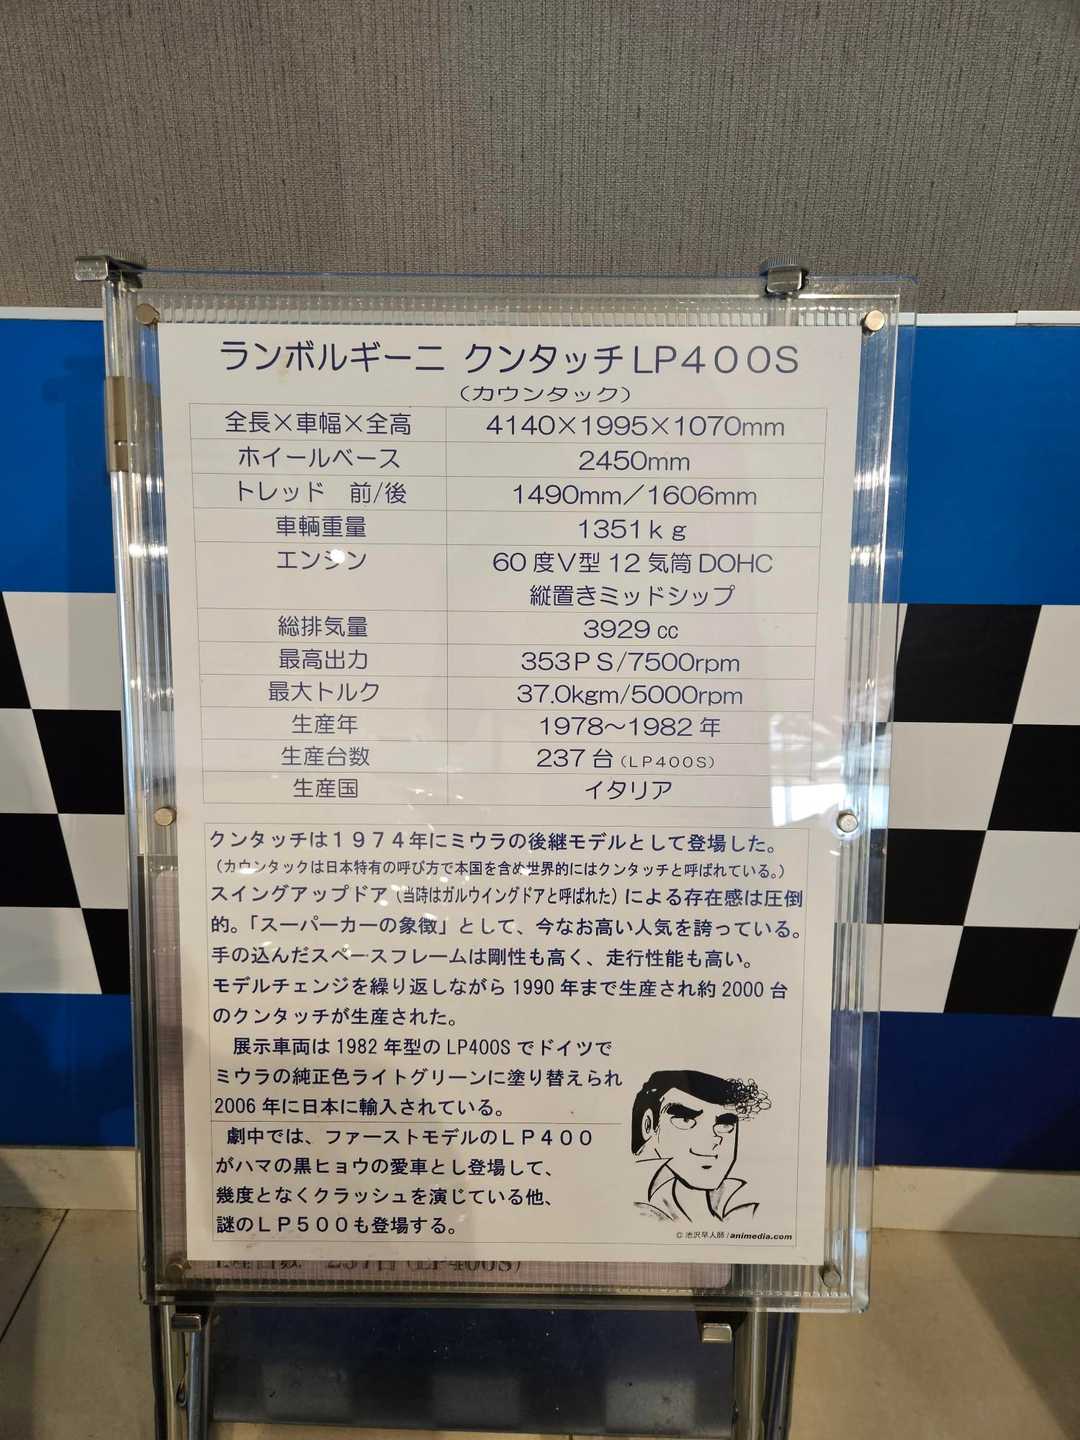 ランボルギーニ クンタッチLP400S
（カウンタック）
全長×車幅×全高 4140×1995×1070mm
ホイールベース 2450mm
トレッド 前/後 1490mm／1606mm
車輌重量 1351kg
エンジン 60度V型12気筒DOHC
縦置きミッドシップ
総排気量 3929cc
最高出力 353PS/7500rpm
最大トルク 37.0kgm/5000rpm
生産年 1978～1982年
生産台数 237台（LP400S）
生産国 イタリア
クンタッチは1974年にミウラの後継モデルとして登場した。
（カウンタックは日本特有の呼び方で本国を含め世界的にはクンタッチと呼ばれている。）
スイングアップドア（当時はガルウイングドアと呼ばれた）による存在感は圧倒
的。「スーパーカーの象徴」として、今なお高い人気を誇っている。
手の込んだスペースフレームは剛性も高く、走行性能も高い。
モデルチェンジを繰り返しながら1990年まで生産され約2000台
のクンタッチが生産された。
展示車両は1982年型のLP400Sでドイツで
ミウラの純正色ライトグリーンに塗り替えられ
2006年に日本に輸入されている。
劇中では、ファーストモデルのLP400
がハマの黒ヒョウの愛車とし登場して、
幾度となくクラッシュを演じている他、
謎のLP500も登場する。
©池沢早人師/animedia.com
生産台数 237台(LP400S)